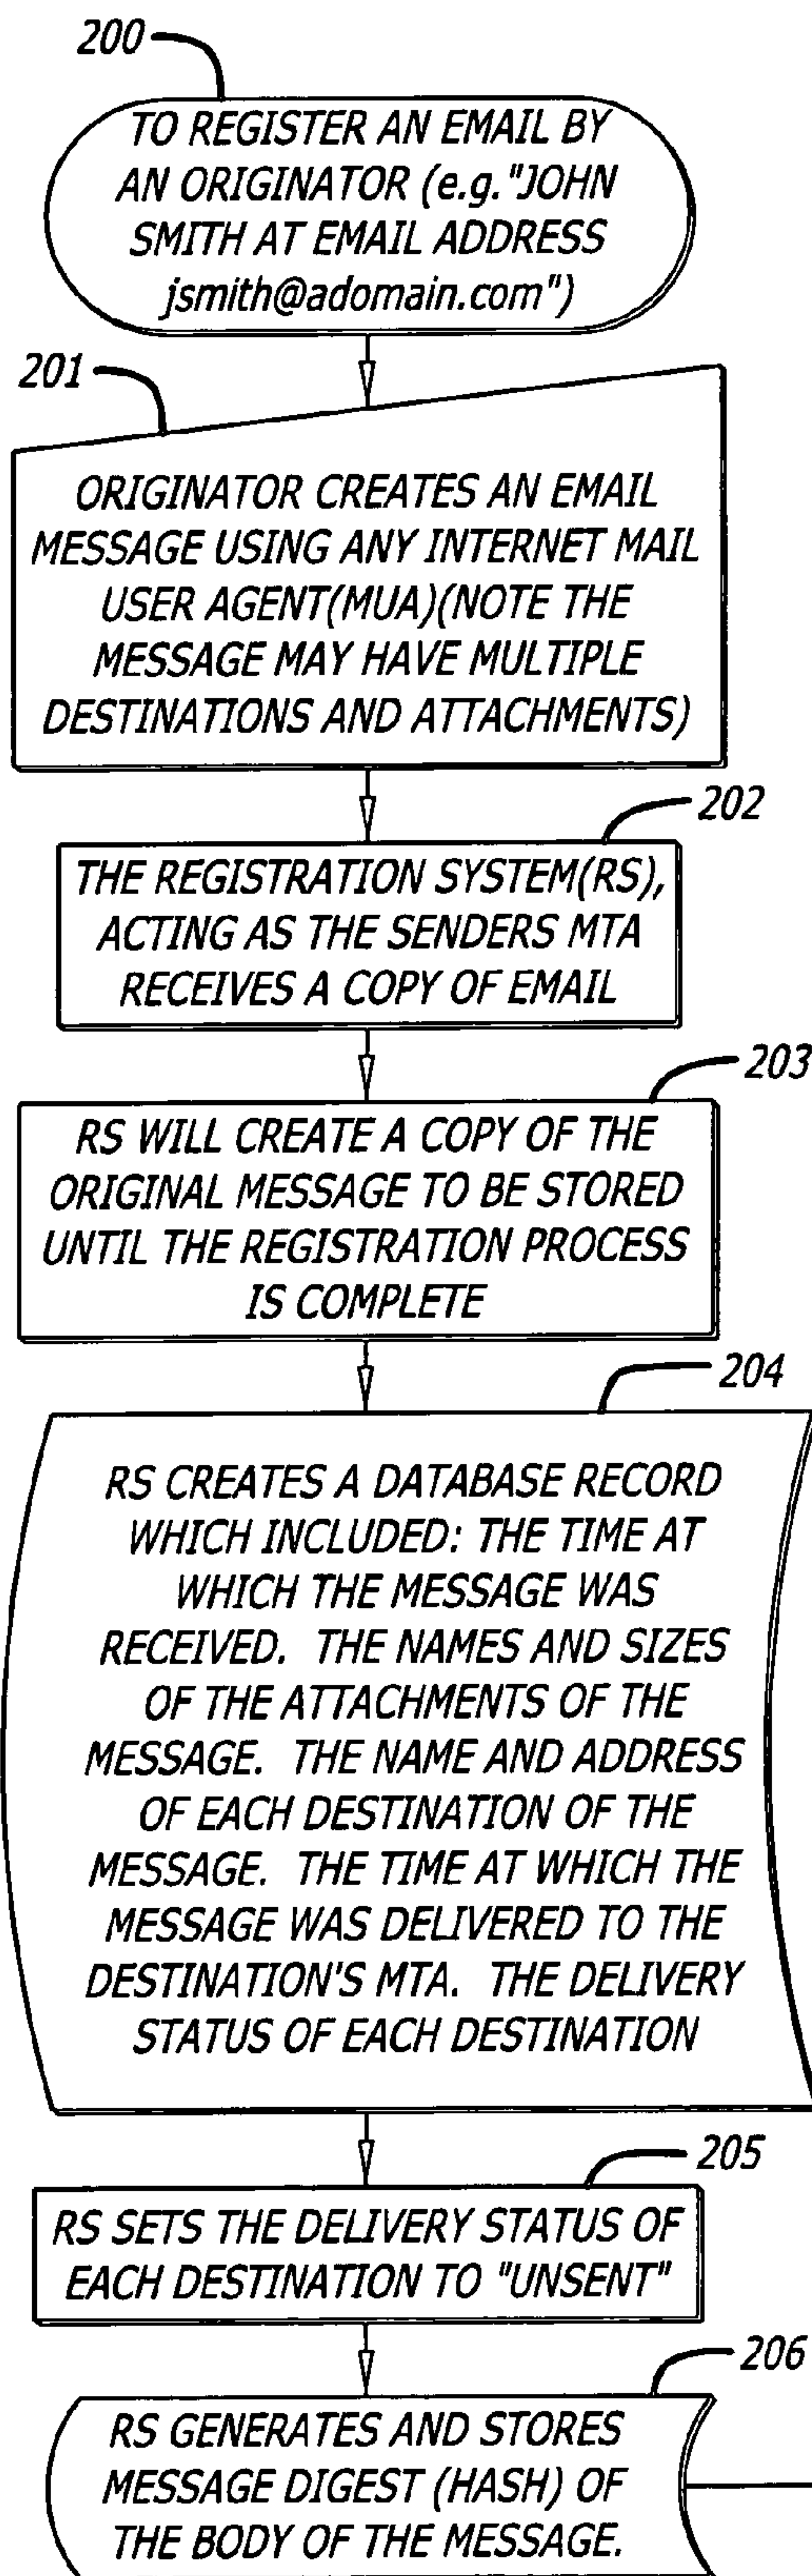 200
TO REGISTER AN EMAIL BY
AN ORIGINATOR (e.g."JOHN
SMITH AT EMAIL ADDRESS
jsmith@adomain.com")
201
ORIGINATOR CREATES AN EMAIL
MESSAGE USING ANY INTERNET MAIL
USER AGENT(MUA)(NOTE THE
MESSAGE MAY HAVE MULTIPLE
DESTINATIONS AND ATTACHMENTS)
202
THE REGISTRATION SYSTEM(RS),
ACTING AS THE SENDERS MTA
RECEIVES A COPY OF EMAIL
203
RS WILL CREATE A COPY OF THE
ORIGINAL MESSAGE TO BE STORED
UNTIL THE REGISTRATION PROCESS
IS COMPLETE
204
RS CREATES A DATABASE RECORD
WHICH INCLUDED: THE TIME AT
WHICH THE MESSAGE WAS
RECEIVED. THE NAMES AND SIZES
OF THE ATTACHMENTS OF THE
MESSAGE. THE NAME AND ADDRESS
OF EACH DESTINATION OF THE
MESSAGE. THE TIME AT WHICH THE
MESSAGE WAS DELIVERED TO THE
DESTINATION'S MTA. THE DELIVERY
STATUS OF EACH DESTINATION
205
RS SETS THE DELIVERY STATUS OF
EACH DESTINATION TO "UNSENT"
206
RS GENERATES AND STORES
MESSAGE DIGEST (HASH) OF
THE BODY OF THE MESSAGE.